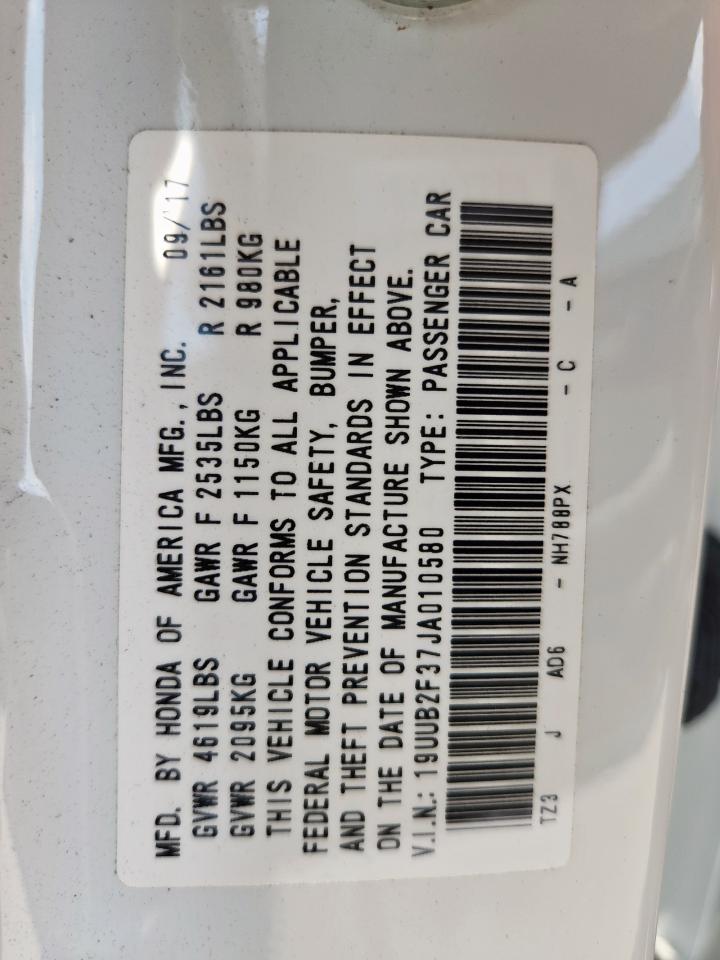 MFD. BY HONDA OF AMERICA MFG., INC. 09/'17
GVWR 4619LBS GAWR F 2535LBS R 2161LBS
GVWR 2095KG GAWR F 1150KG R 980KG
THIS VEHICLE CONFORMS TO ALL APPLICABLE
FEDERAL MOTOR VEHICLE SAFETY, BUMPER,
AND THEFT PREVENTION STANDARDS IN EFFECT
ON THE DATE OF MANUFACTURE SHOWN ABOVE.
V.I.N.: 19UUB2F37JA010580 TYPE: PASSENGER CAR
TZ3 J AD6 - NH788PX - C - A